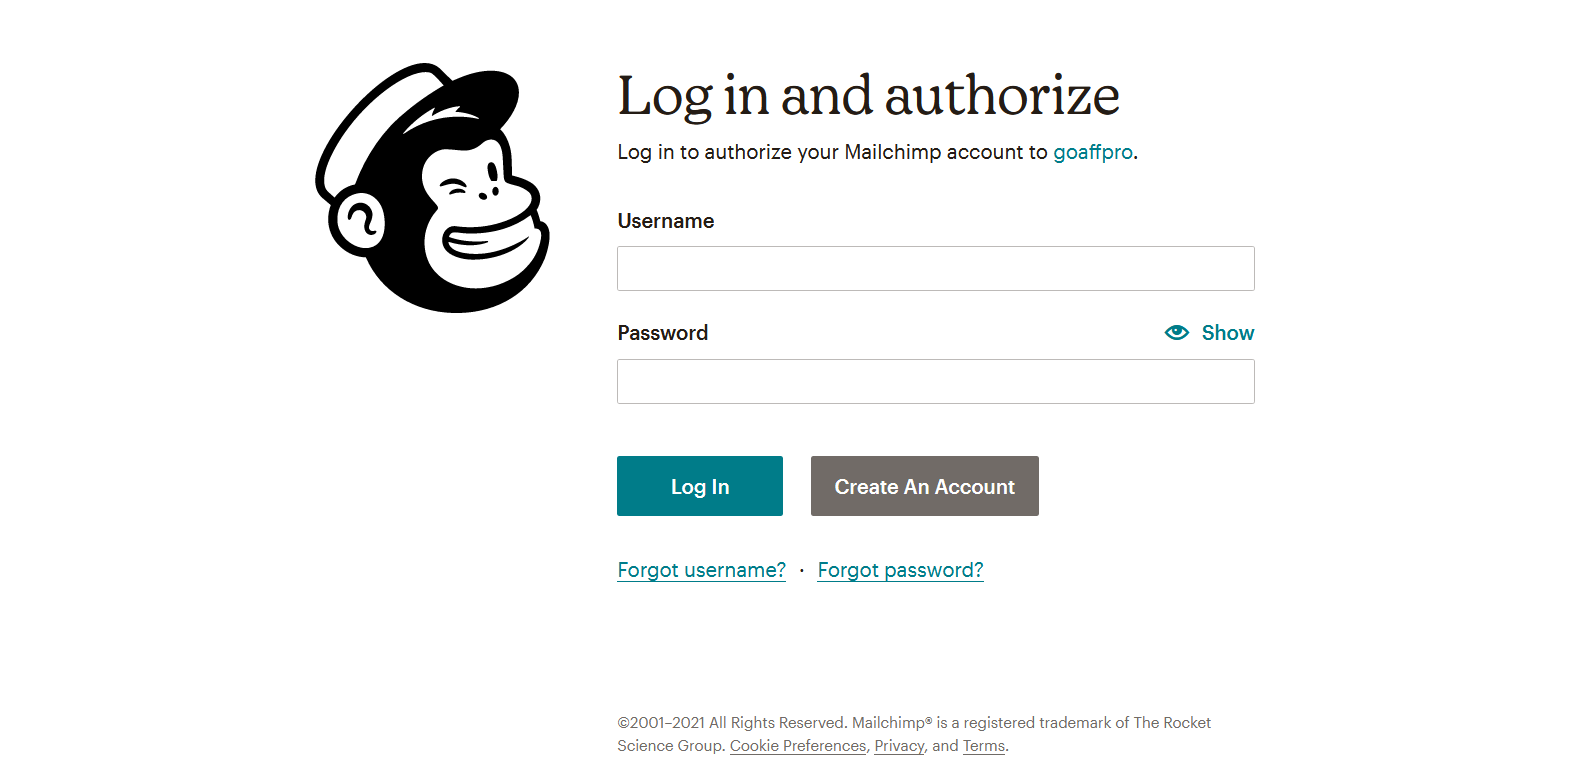 Log in and authorize
Log in to authorize your Mailchimp account to goaffpro.
Username
Password
Show
Log In
Create An Account
Forgot username? · Forgot password?
©2001–2021 All Rights Reserved. Mailchimp® is a registered trademark of The Rocket
Science Group. Cookie Preferences, Privacy, and Terms.